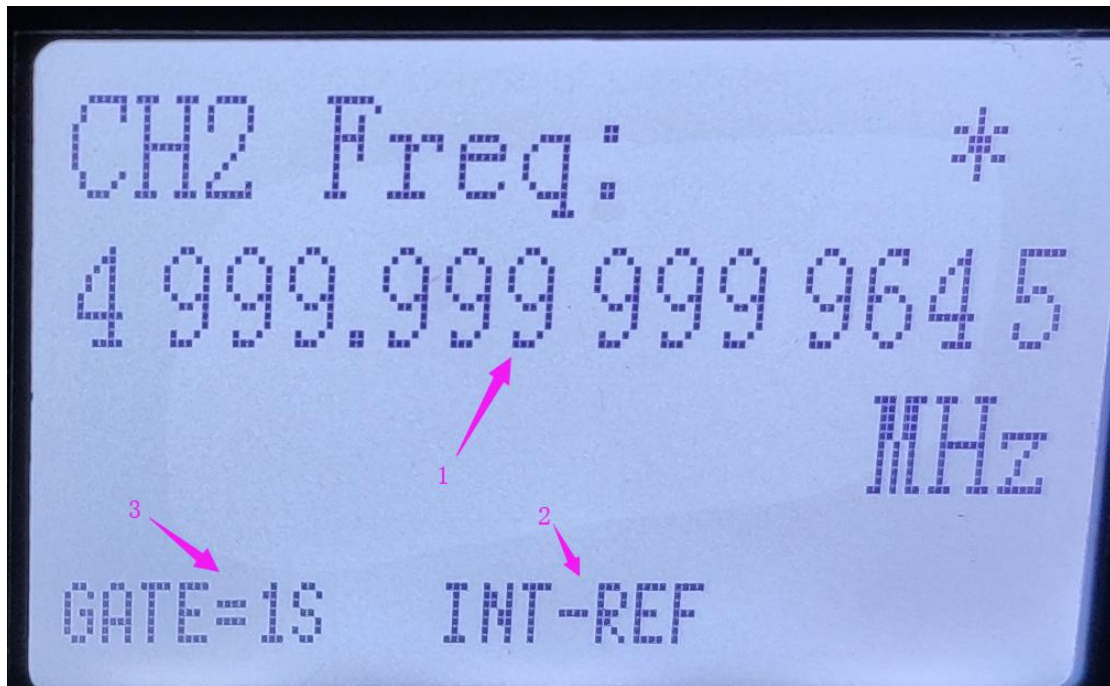 CH2 Freq: *
4 999.999 999 964 5
MHz
1
3
2
GATE=1S INT-REF